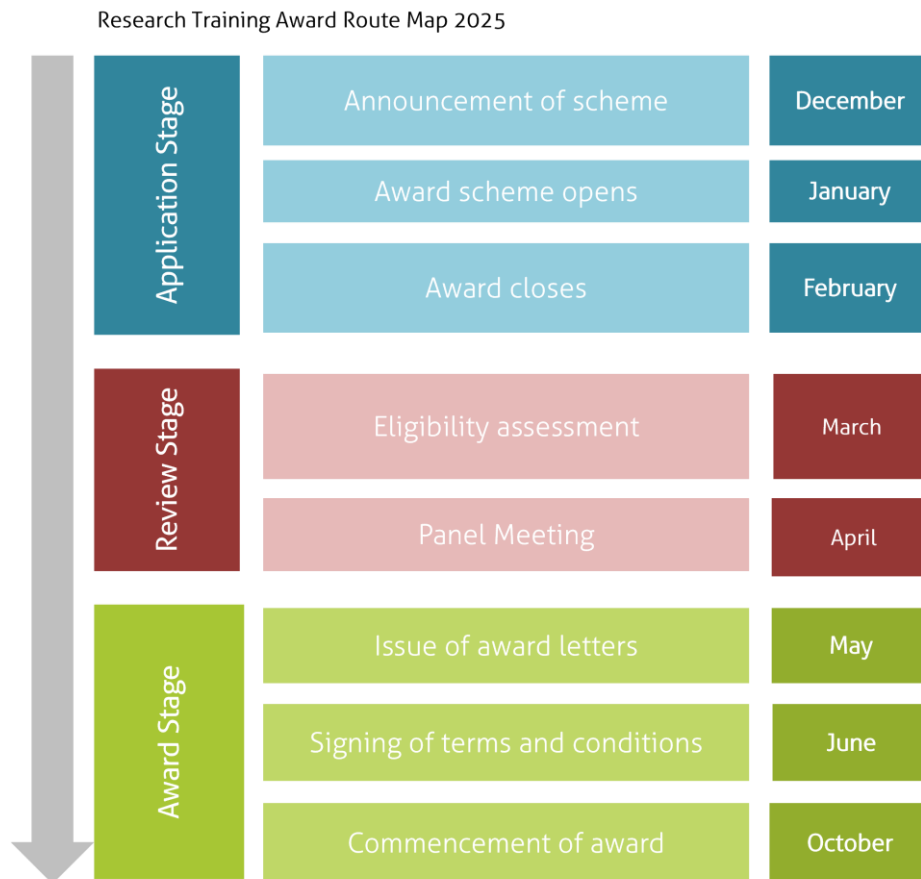 Research Training Award Route Map 2025
Application Stage
Announcement of scheme
December
Award scheme opens
January
Award closes
February
Review Stage
Eligibility assessment
March
Panel Meeting
April
Award Stage
Issue of award letters
May
Signing of terms and conditions
June
Commencement of award
October